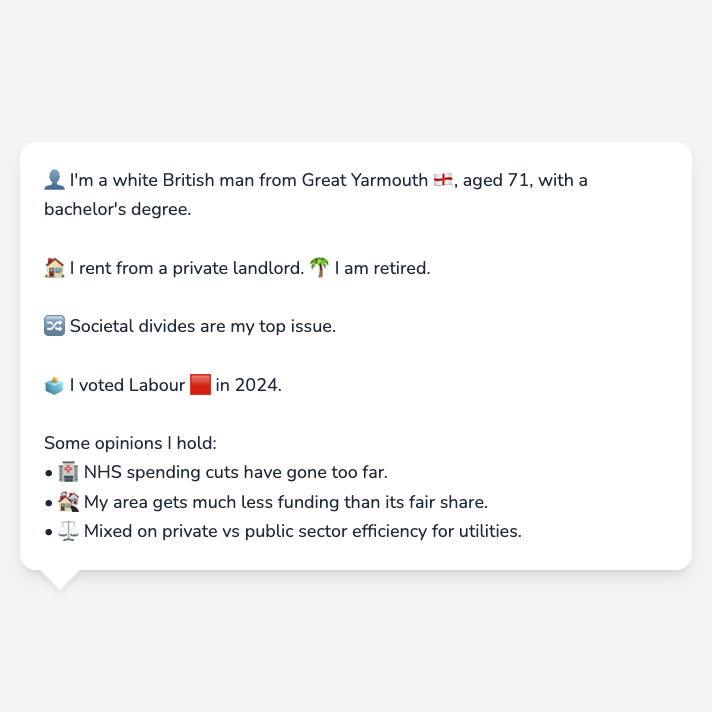 👤 I'm a white British man from Great Yarmouth 🏴󠁧󠁢󠁥󠁮󠁧󠁿, aged 71, with a
bachelor's degree.
🏠 I rent from a private landlord. 🌴 I am retired.
🔀 Societal divides are my top issue.
🗳️ I voted Labour 🟥 in 2024.
Some opinions I hold:
• 🏥 NHS spending cuts have gone too far.
• 🏘️ My area gets much less funding than its fair share.
• ⚖️ Mixed on private vs public sector efficiency for utilities.